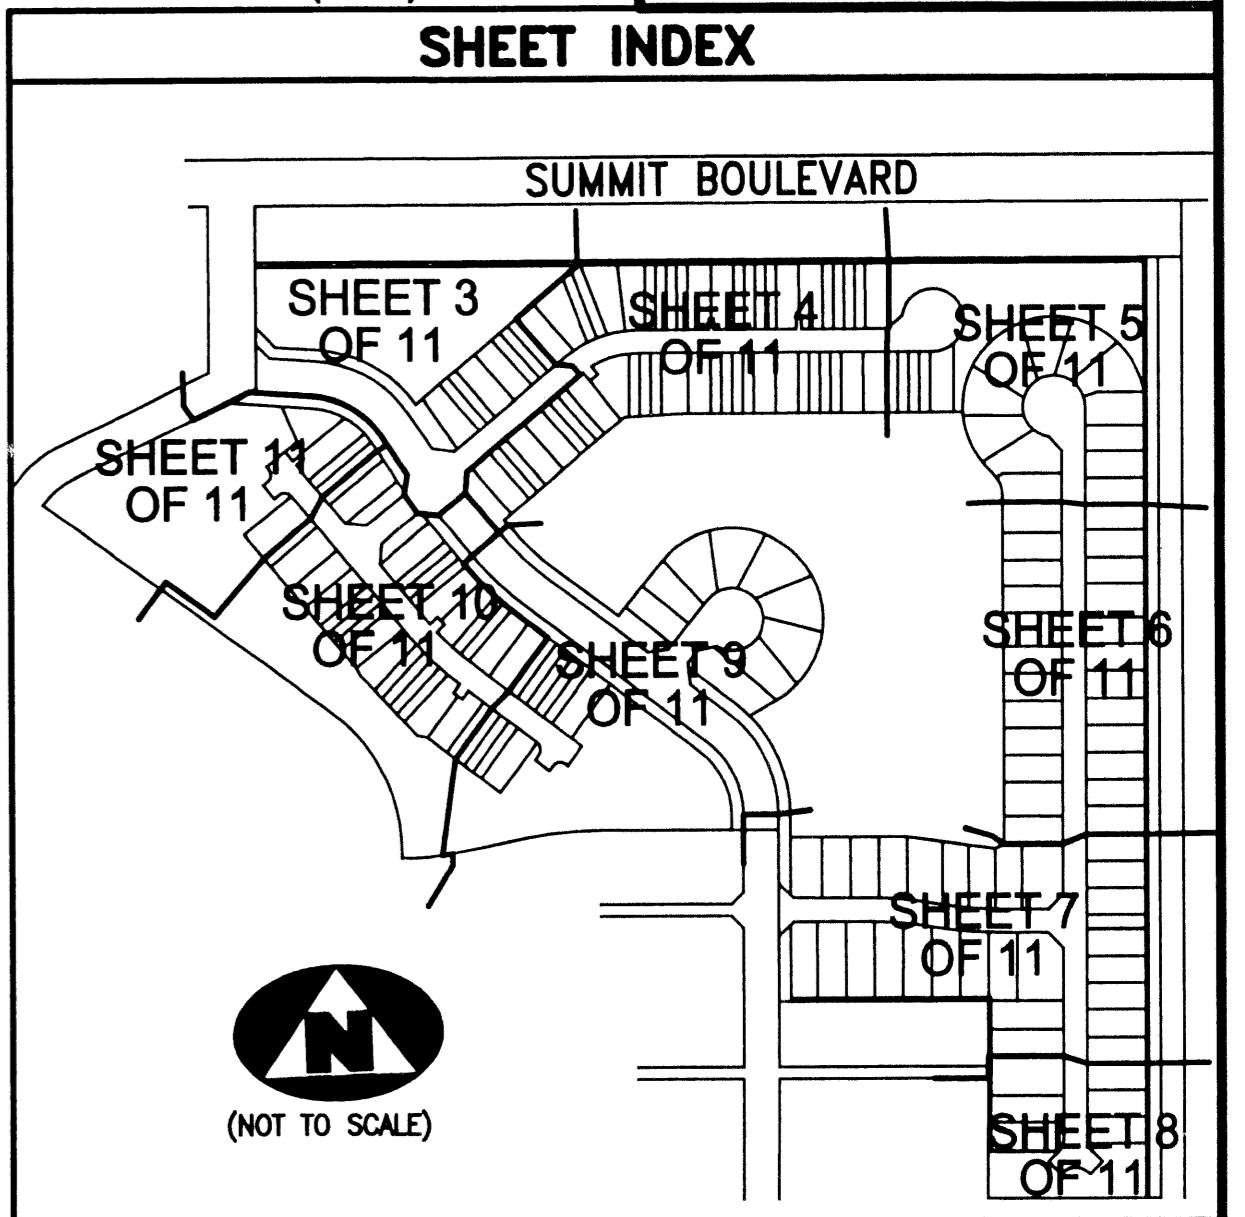 SHEET INDEX
SUMMIT BOULEVARD
SHEET 3
OF 11
SHEET 4
OF 11
SHEET 5
OF 11
SHEET 11
OF 11
SHEET 10
OF 11
SHEET 9
OF 11
SHEET 6
OF 11
SHEET 7
OF 11
SHEET 8
OF 11
N
(NOT TO SCALE)